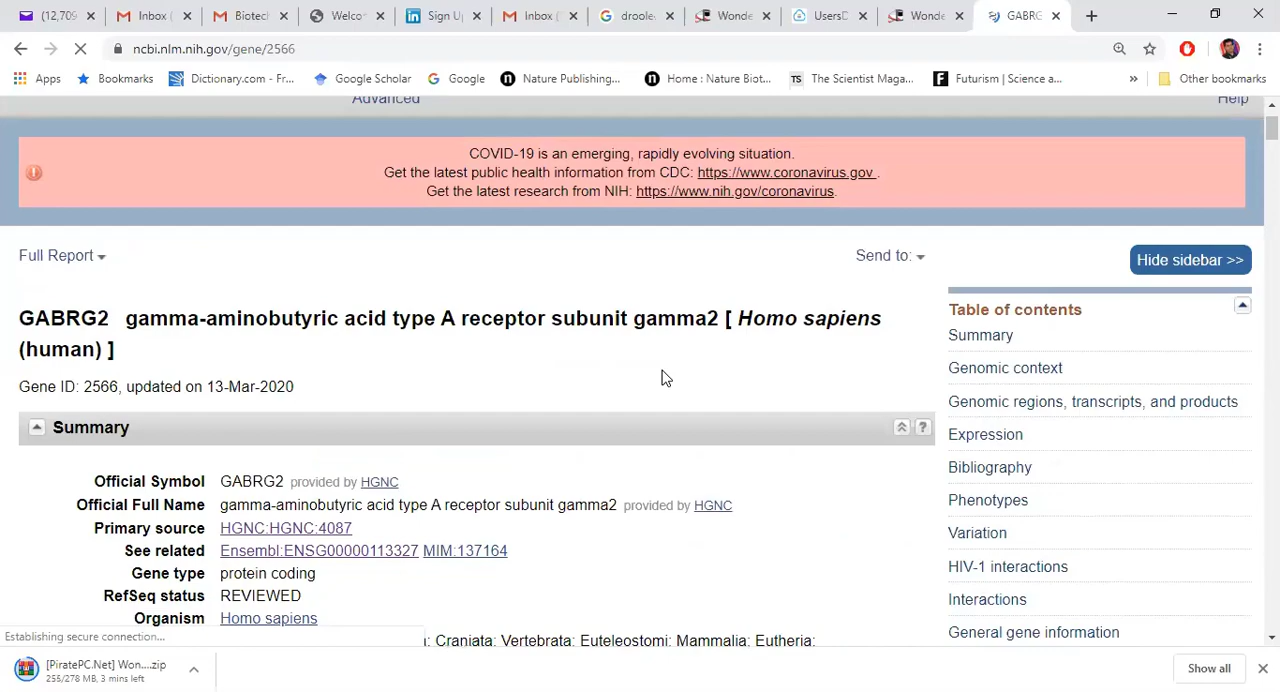 (12,709 Inbox ( Biotech Welco Sign U Inbox ( droole Wonde UsersD Wonde GABRG
ncbi.nlm.nih.gov/gene/2566
Apps Bookmarks Dictionary.com - Fr... Google Scholar Google Nature Publishing... Home : Nature Biot... The Scientist Maga... Futurism | Science a... » Other bookmarks
Advanced Help
COVID-19 is an emerging, rapidly evolving situation.
Get the latest public health information from CDC: https://www.coronavirus.gov .
Get the latest research from NIH: https://www.nih.gov/coronavirus.
Full Report Send to: Hide sidebar >>
GABRG2 gamma-aminobutyric acid type A receptor subunit gamma2 [ Homo sapiens
(human) ]
Gene ID: 2566, updated on 13-Mar-2020
Summary ?
Official Symbol GABRG2 provided by HGNC
Official Full Name gamma-aminobutyric acid type A receptor subunit gamma2 provided by HGNC
Primary source HGNC:HGNC:4087
See related Ensembl:ENSG00000113327 MIM:137164
Gene type protein coding
RefSeq status REVIEWED
Organism Homo sapiens
; Craniata; Vertebrata; Euteleostomi; Mammalia; Eutheria;
Table of contents
Summary
Genomic context
Genomic regions, transcripts, and products
Expression
Bibliography
Phenotypes
Variation
HIV-1 interactions
Interactions
General gene information
Establishing secure connection...
[PiratePC.Net] Won....zip
255/278 MB, 3 mins left
Show all